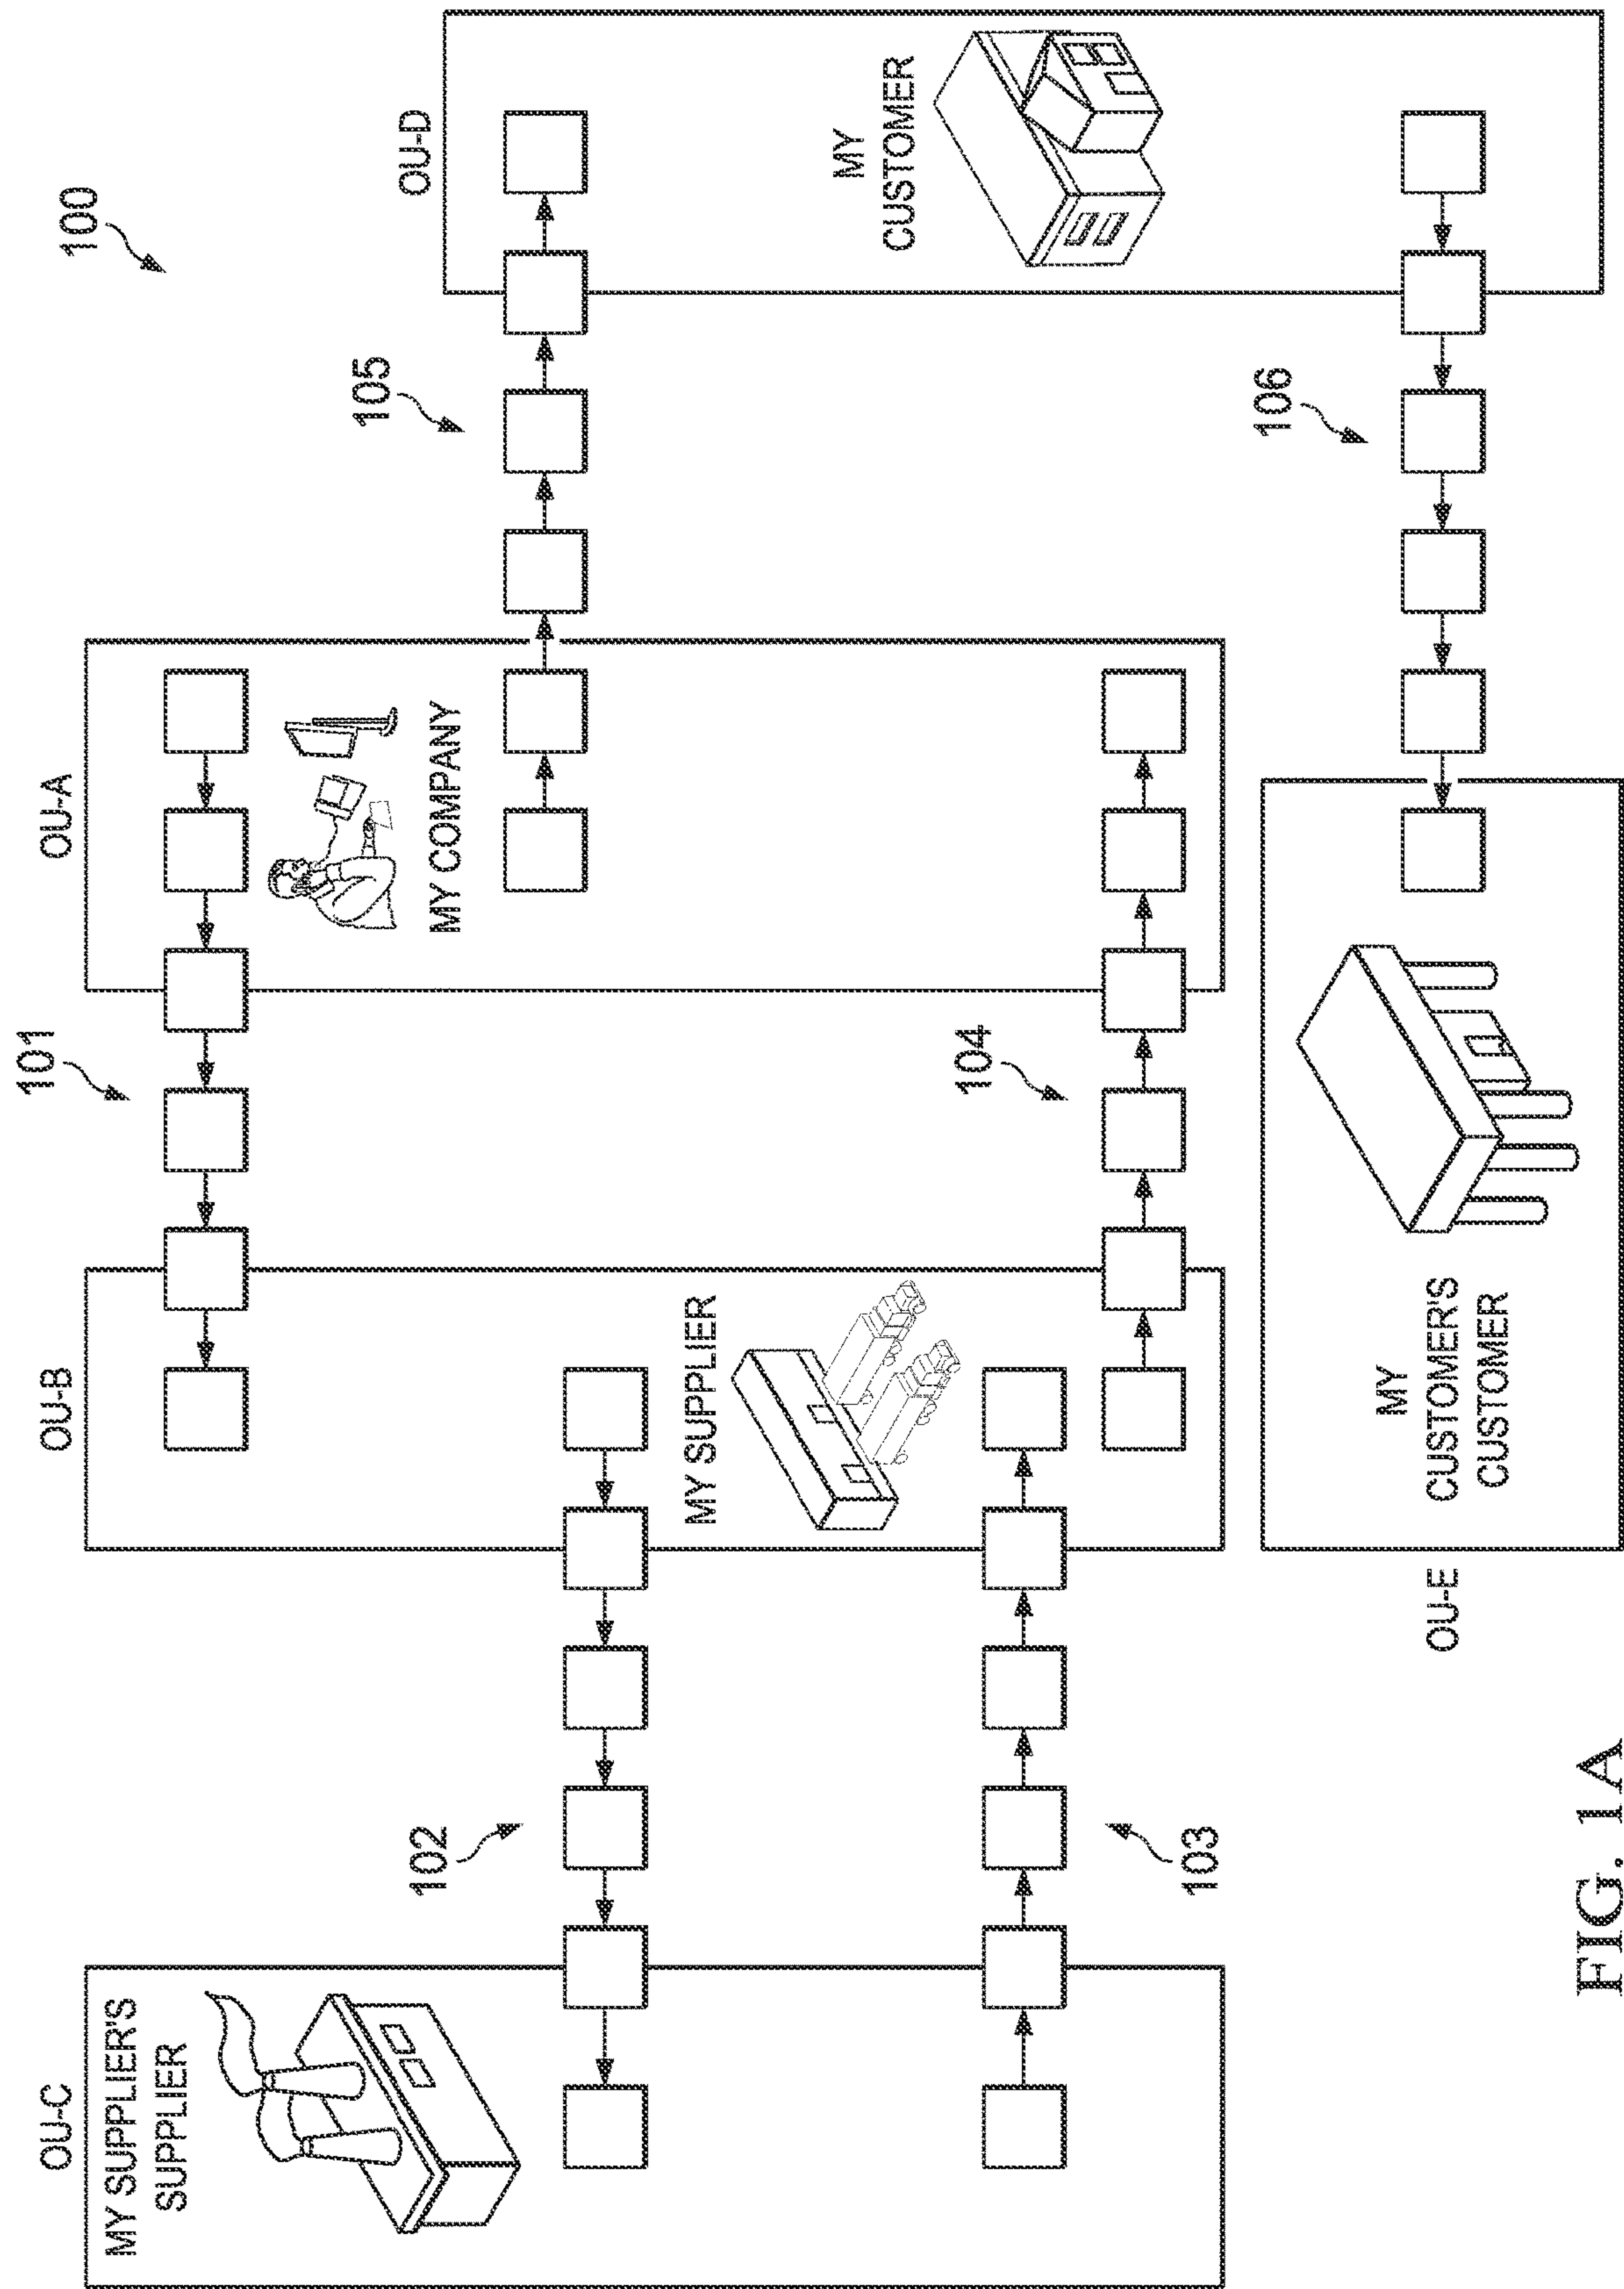 100
OU-C
MY SUPPLIER'S
SUPPLIER
OU-B
101
OU-A
102
MY COMPANY
105
OU-D
MY SUPPLIER
103
104
MY
CUSTOMER
106
OU-E
MY
CUSTOMER'S
CUSTOMER
FIG. 1A